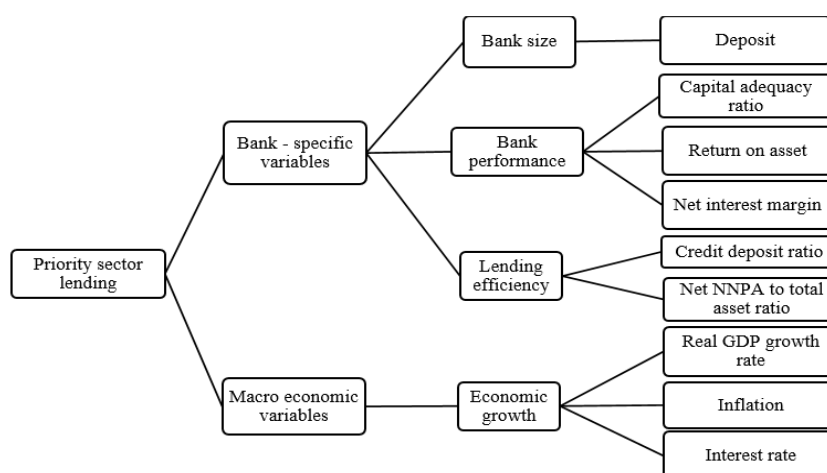 Priority sector
lending
Bank - specific
variables
Bank size
Deposit
Bank
performance
Capital adequacy
ratio
Return on asset
Net interest margin
Lending
efficiency
Credit deposit ratio
Net NNPA to total
asset ratio
Macro economic
variables
Economic
growth
Real GDP growth
rate
Inflation
Interest rate